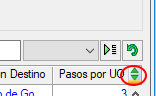 n Destino Pasos por UO
o de Go 3